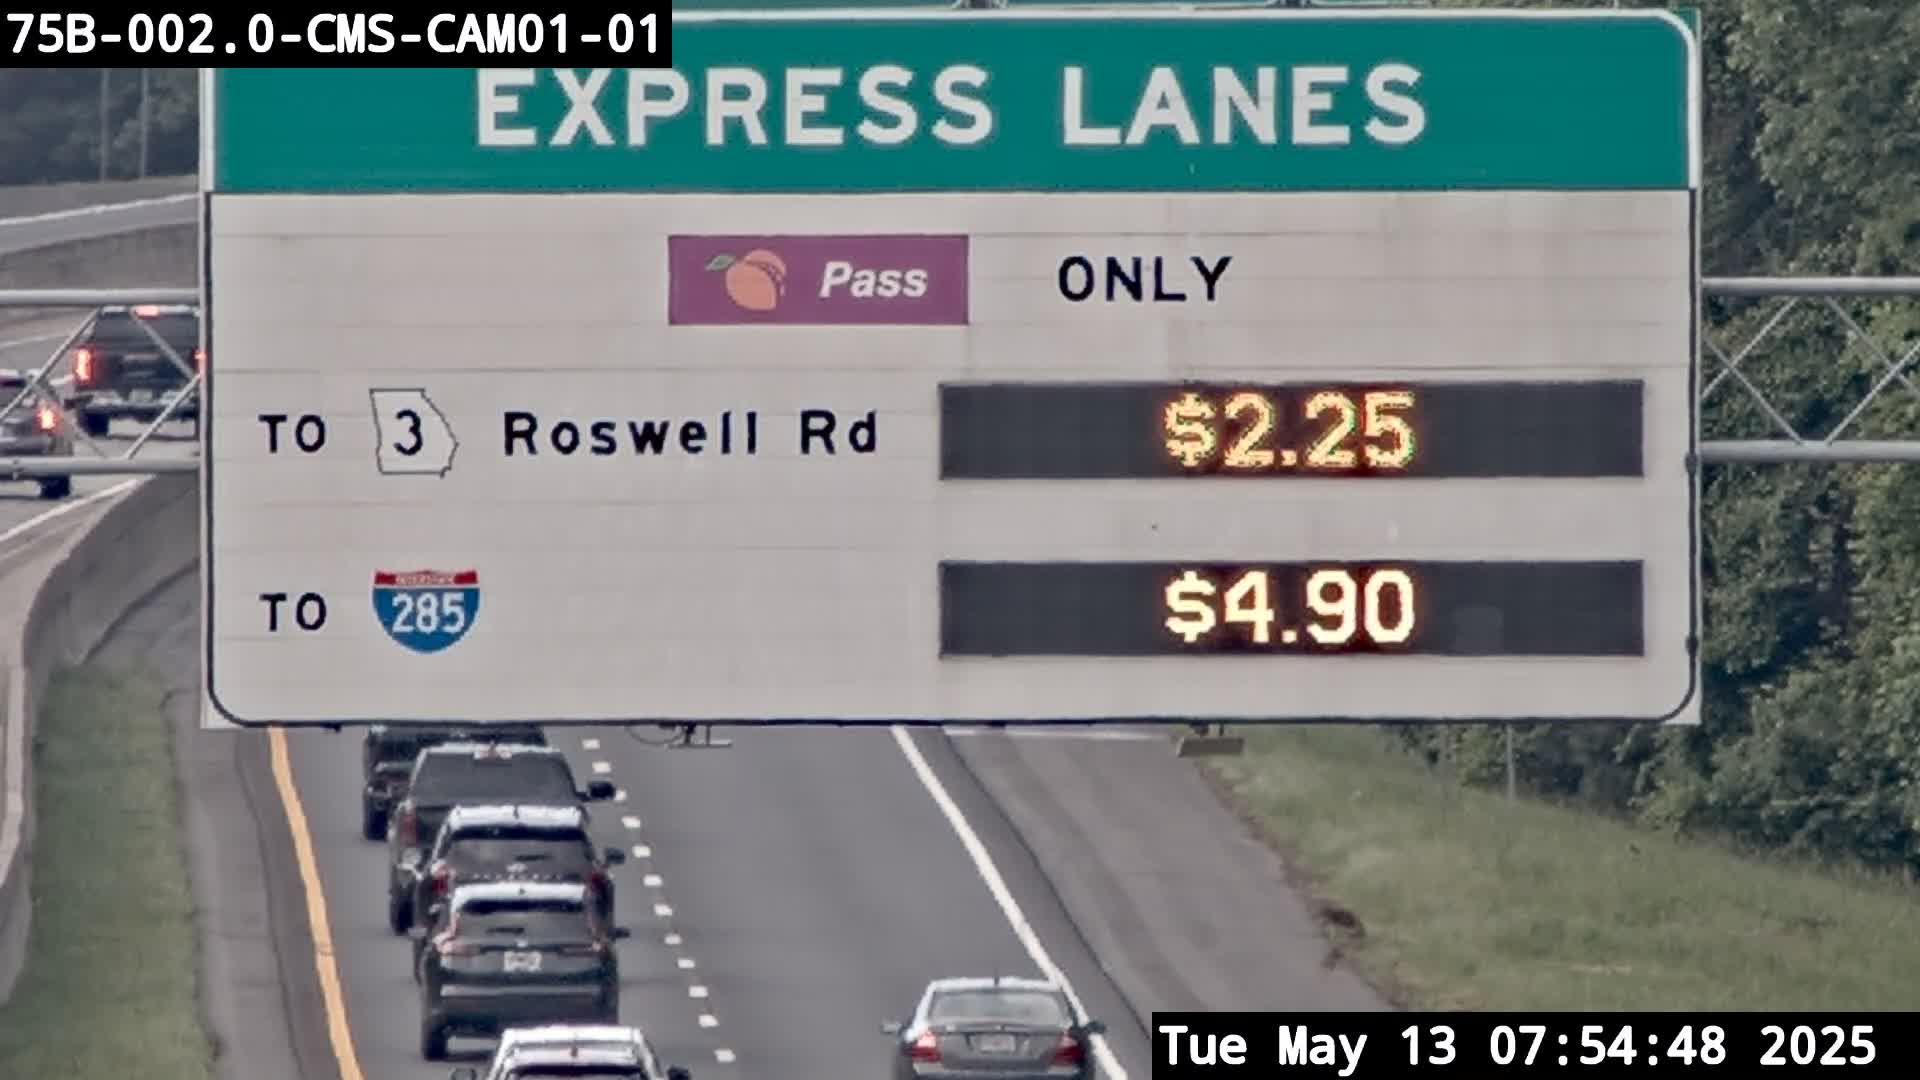 75B-002.0-CMS-CAM01-01
EXPRESS LANES
Pass ONLY
TO 3 Roswell Rd $2.25
TO INTERSTATE 285 $4.90
Tue May 13 07:54:48 2025